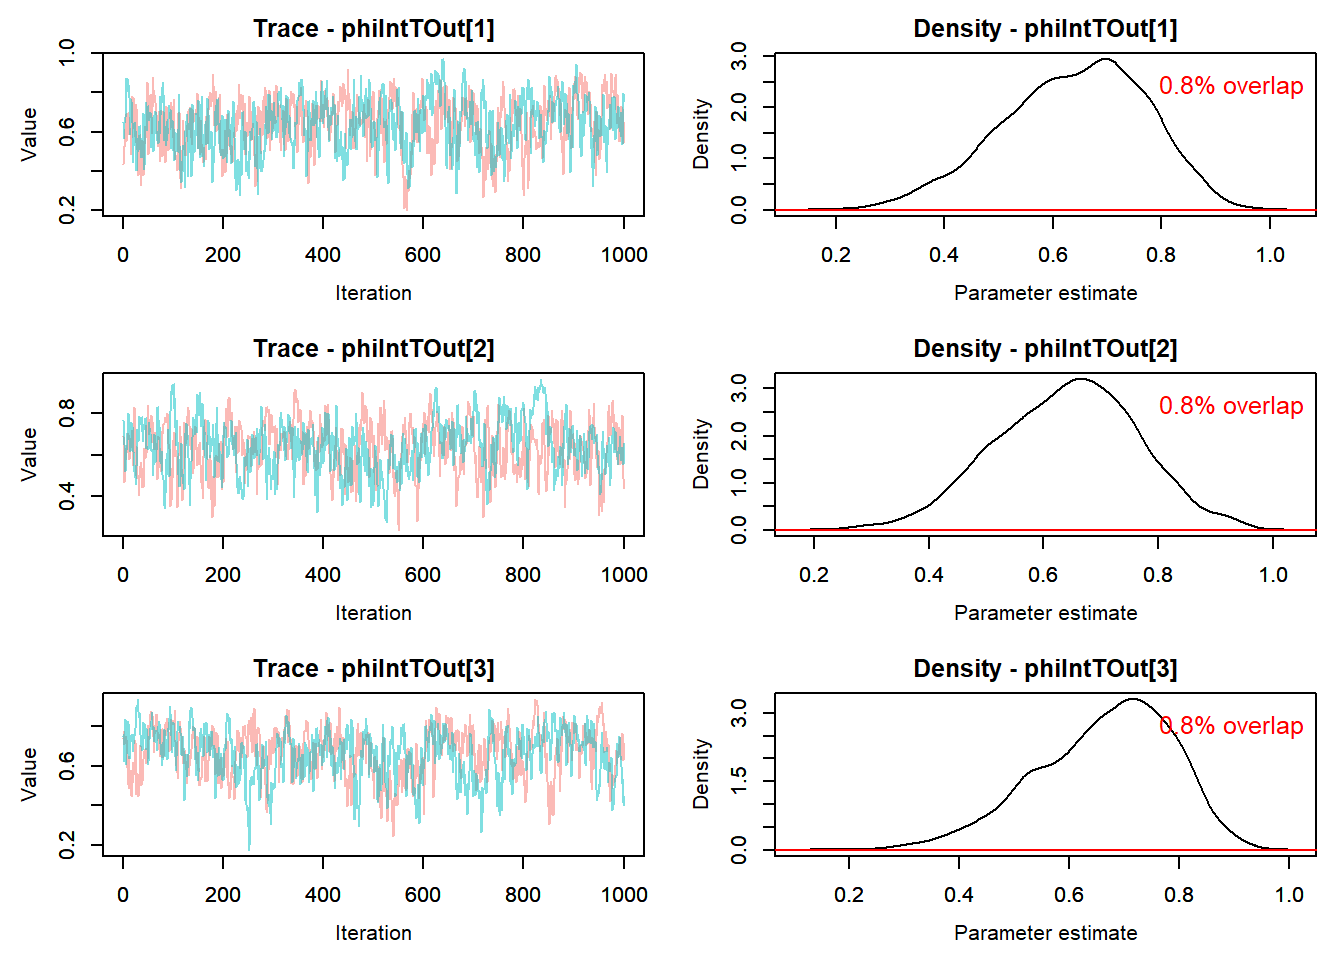 Trace - phiIntTOut[1]
Value
0.2 0.6 1.0
0 200 400 600 800 1000
Iteration
Density - phiIntTOut[1]
Density
0.0 1.0 2.0 3.0
0.8% overlap
0.2 0.4 0.6 0.8 1.0
Parameter estimate
Trace - phiIntTOut[2]
Value
0.4 0.8
0 200 400 600 800 1000
Iteration
Density - phiIntTOut[2]
Density
0.0 1.0 2.0 3.0
0.8% overlap
0.2 0.4 0.6 0.8 1.0
Parameter estimate
Trace - phiIntTOut[3]
Value
0.2 0.6
0 200 400 600 800 1000
Iteration
Density - phiIntTOut[3]
Density
0.0 1.5 3.0
0.8% overlap
0.2 0.4 0.6 0.8 1.0
Parameter estimate